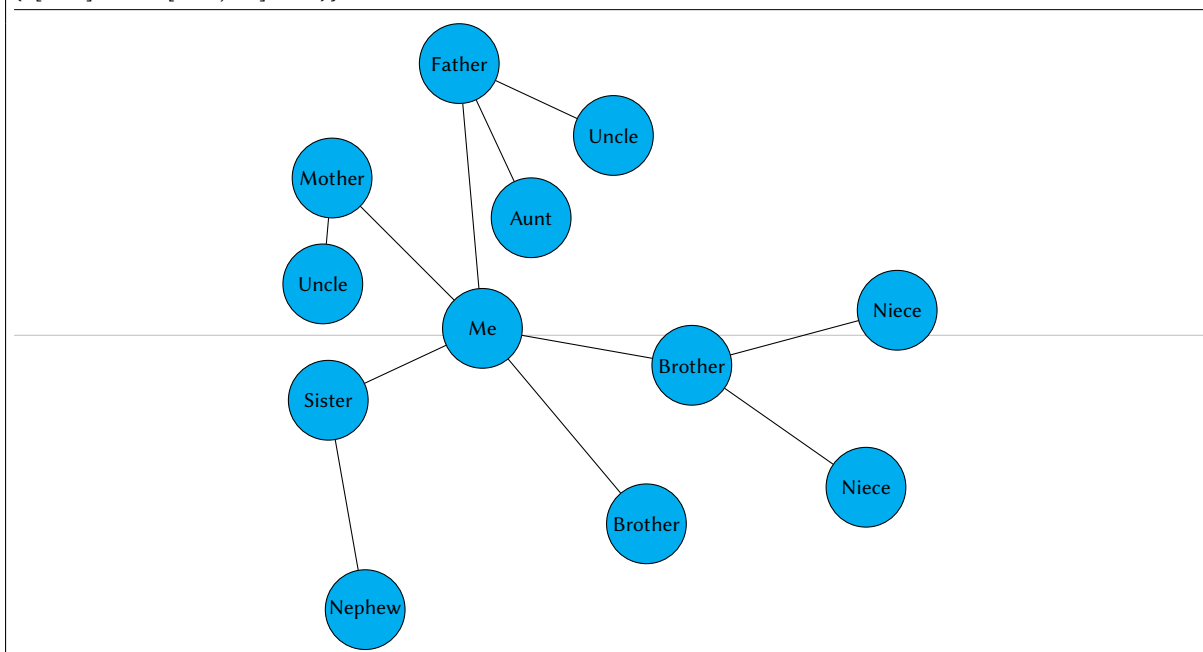 Father
Uncle
Mother
Aunt
Uncle
Niece
Me
Brother
Sister
Niece
Brother
Nephew